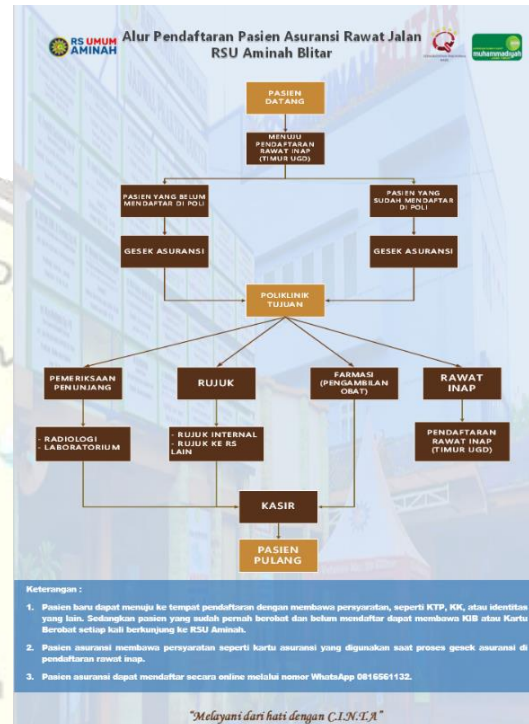 RS UMUM
AMINAH
Alur Pendaftaran Pasien Asuransi Rawat Jalan
RSU Aminah Blitar
muhammadiyah
PASIEN
DATANG
MENUJU
PENDAFTARAN
RAWAT INAP
(TIMUR UGD)
PASIEN YANG BELUM
MENDAFTAR DI POLI
PASIEN YANG
SUDAH MENDAFTAR
DI POLI
GESEK ASURANSI
GESEK ASURANSI
POLIKLINIK
TUJUAN
PEMERIKSAAN
PENUNJANG
RUJUK
FARMASI
(PENGAMBILAN
OBAT)
RAWAT
INAP
- RADIOLOGI
- LABORATORIUM
- RUJUK INTERNAL
- RUJUK KE RS
LAIN
PENDAFTARAN
RAWAT INAP
(TIMUR UGD)
KASIR
PASIEN
PULANG
Keterangan :
1. Pasien baru dapat menuju ke tempat pendaftaran dengan membawa persyaratan, seperti KTP, KK, atau identitas
yang lain. Sedangkan pasien yang sudah pernah berobat dan belum mendaftar dapat membawa KIB atau Kartu
Berobat setiap kali berkunjung ke RSU Aminah.
2. Pasien asuransi membawa persyaratan seperti kartu asuransi yang digunakan saat proses gesek asuransi di
pendaftaran rawat inap.
3. Pasien asuransi dapat mendaftar secara online melalui nomor WhatsApp 0816561132.
"Melayani dari hati dengan C.I.N.T.A"